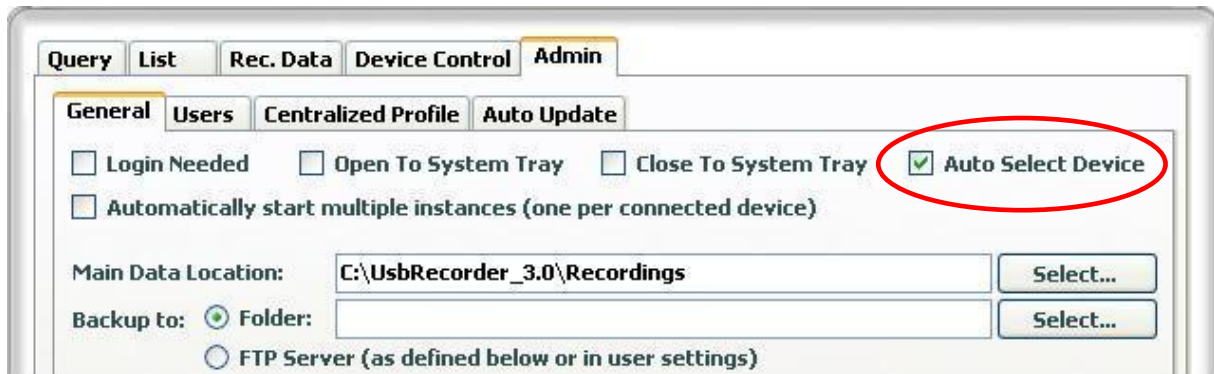 Query List Rec. Data Device Control Admin
General Users Centralized Profile Auto Update
Login Needed Open To System Tray Close To System Tray Auto Select Device
Automatically start multiple instances (one per connected device)
Main Data Location: C:\UsbRecorder_3.0\Recordings Select...
Backup to: Folder: Select...
FTP Server (as defined below or in user settings)